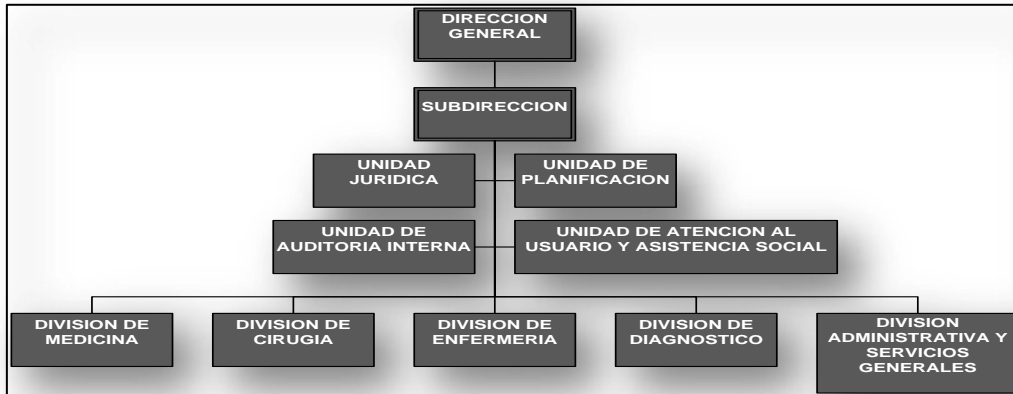 DIRECCION
GENERAL
SUBDIRECCION
UNIDAD
JURIDICA
UNIDAD DE
PLANIFICACION
UNIDAD DE
AUDITORIA INTERNA
UNIDAD DE ATENCION AL
USUARIO Y ASISTENCIA SOCIAL
DIVISION DE
MEDICINA
DIVISION DE
CIRUGIA
DIVISION DE
ENFERMERIA
DIVISION DE
DIAGNOSTICO
DIVISION
ADMINISTRATIVA Y
SERVICIOS
GENERALES